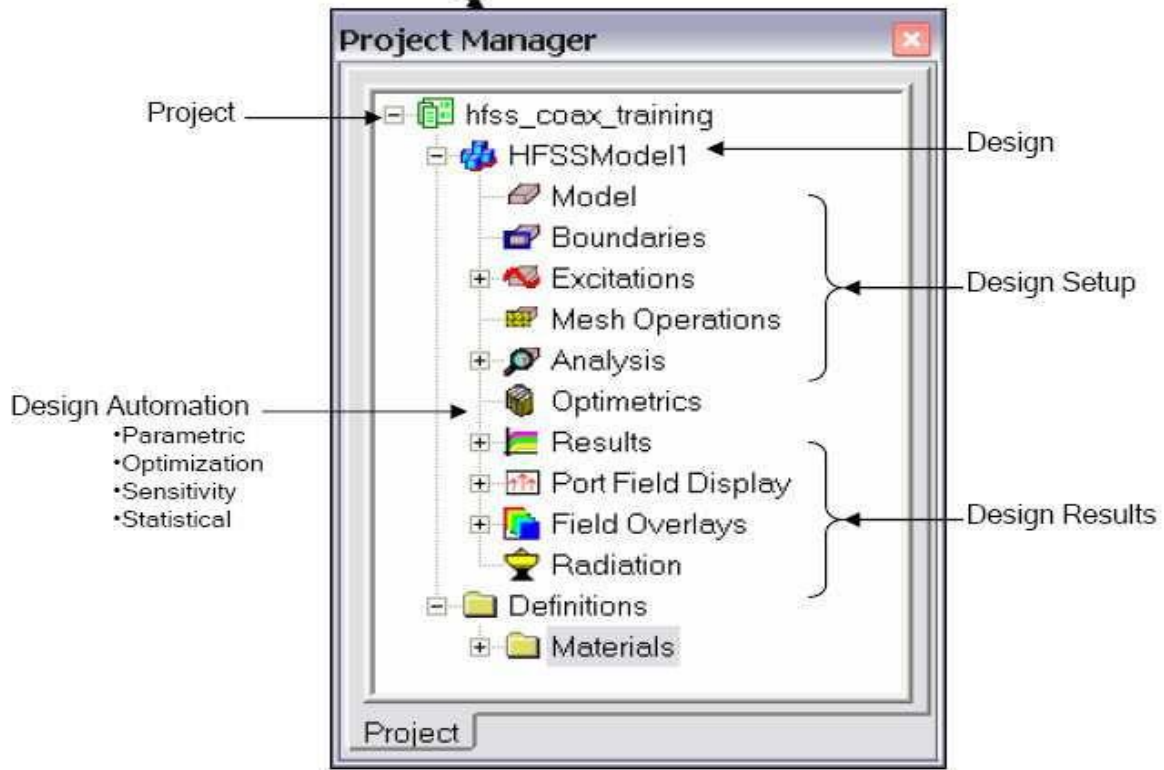 Project Manager
Project
hfss_coax_training
HFSSModel1
Design
Model
Boundaries
Excitations
Design Setup
Mesh Operations
Analysis
Design Automation
•Parametric
•Optimization
•Sensitivity
•Statistical
Optimetrics
Results
Port Field Display
Field Overlays
Design Results
Radiation
Definitions
Materials
Project